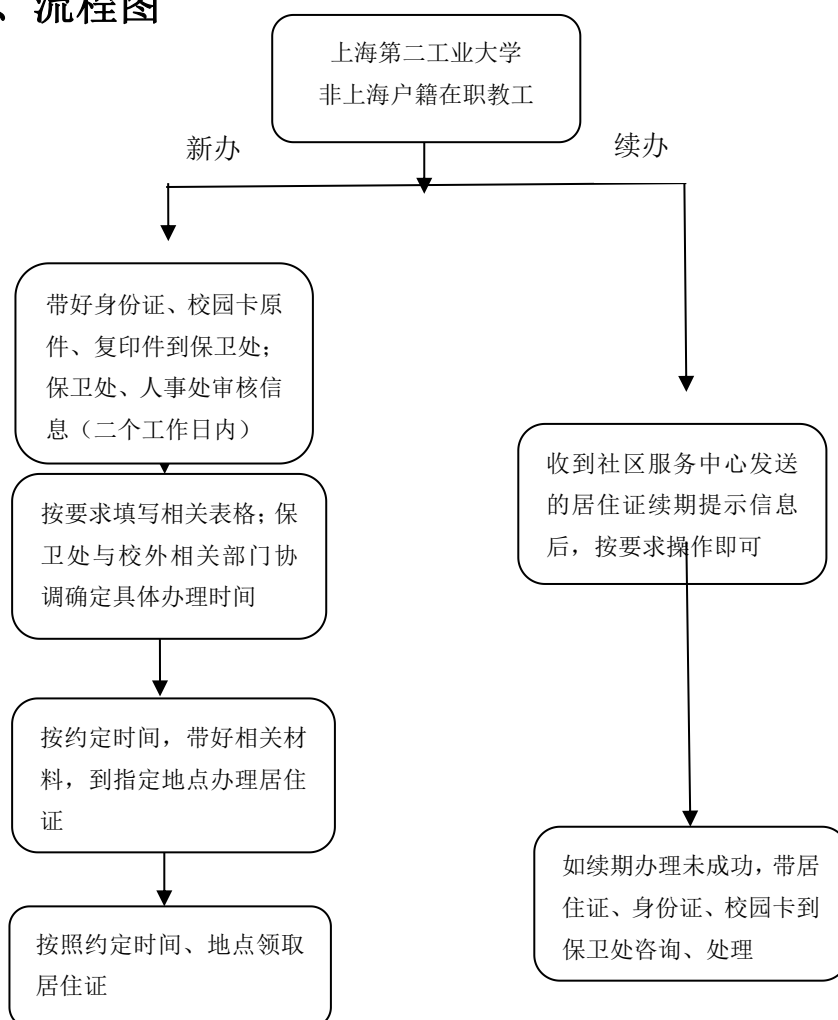 、流程图
上海第二工业大学
非上海户籍在职教工
新办
续办
带好身份证、校园卡原
件、复印件到保卫处；
保卫处、人事处审核信
息（二个工作日内）
按要求填写相关表格；保
卫处与校外相关部门协
调确定具体办理时间
按约定时间，带好相关材
料，到指定地点办理居住
证
按照约定时间、地点领取
居住证
收到社区服务中心发送
的居住证续期提示信息
后，按要求操作即可
如续期办理未成功，带居
住证、身份证、校园卡到
保卫处咨询、处理